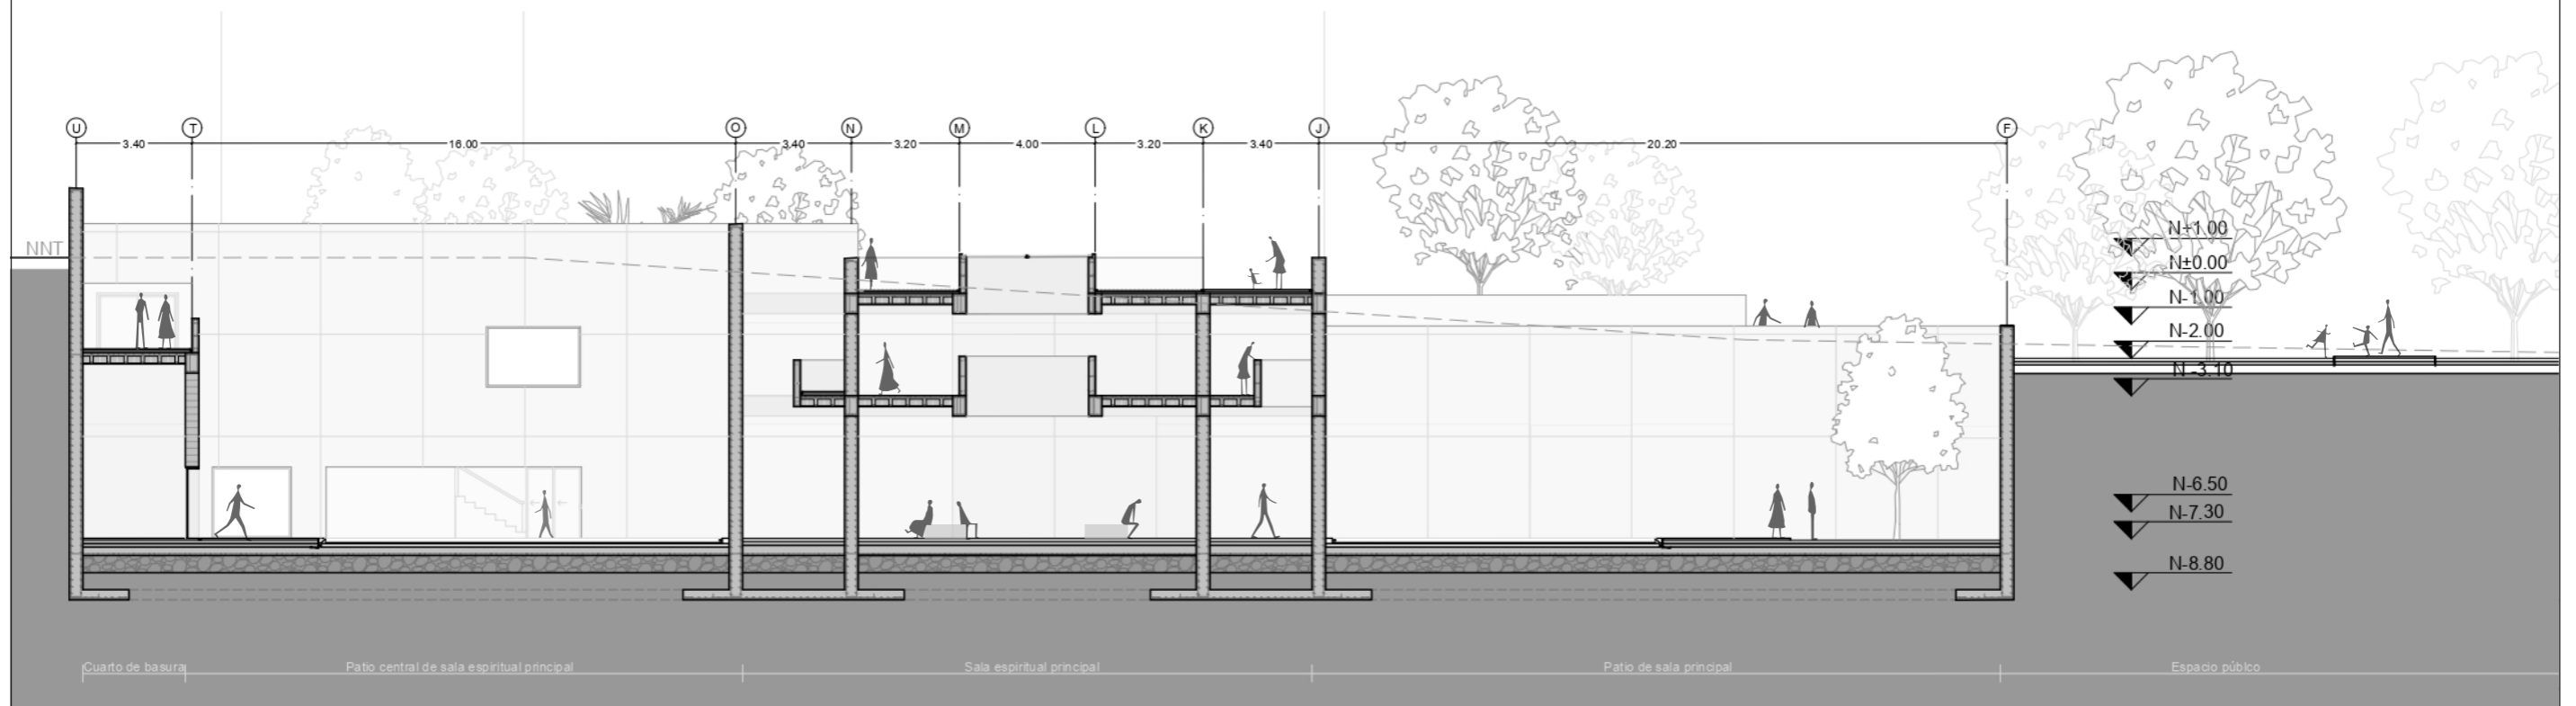 U T O N M L K J F
3.40 16.00 3.40 3.20 4.00 3.20 3.40 20.20
NNT
N+1.00
N±0.00
N-1.00
N-2.00
N -3.10
N-6.50
N-7.30
N-8.80
Cuarto de basura Patio central de sala espiritual principal Sala espiritual principal Patio de sala principal Espacio públco